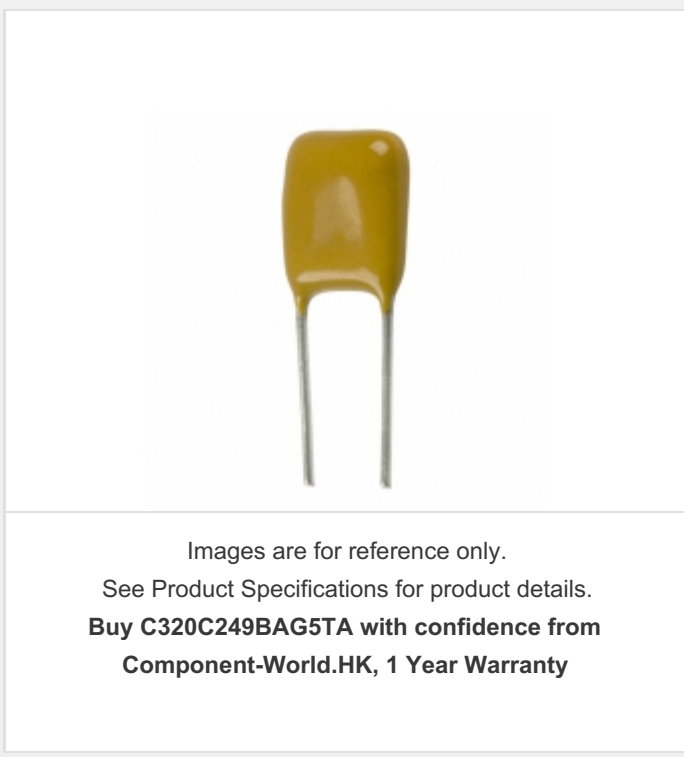 Images are for reference only.
See Product Specifications for product details.
Buy C320C249BAG5TA with confidence from
Component-World.HK, 1 Year Warranty